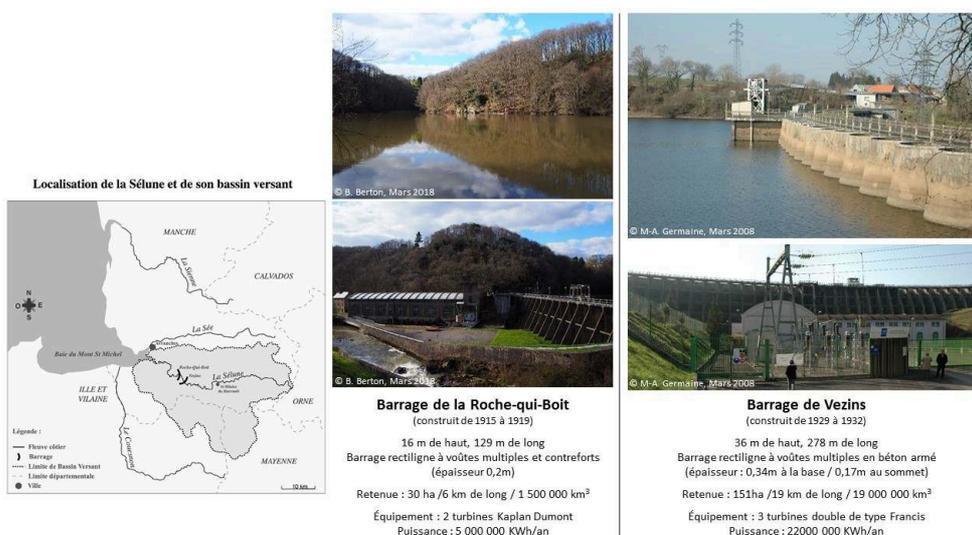 Localisation de la Sélune et de son bassin versant
MANCHE
La Sienne
CALVADOS
N
O E
S
La Sée
Avranches
Baie du Mont St Michel
Roche-Qui-Boit
Vezins
La Sélune
St Hilaire
du Harcouët
ILLE ET
VILAINE
ORNE
Le Couesnon
MAYENNE
Légende :
Fleuve côtier
Barrage
Limite de Bassin Versant
Limite départementale
Ville
10 km
© B. Berton, Mars 2018
© B. Berton, Mars 2018
Barrage de la Roche-qui-Boit
(construit de 1915 à 1919)
16 m de haut, 129 m de long
Barrage rectiligne à voûtes multiples et contreforts
(épaisseur 0,2m)
Retenue : 30 ha /6 km de long / 1 500 000 km³
Équipement : 2 turbines Kaplan Dumont
Puissance : 5 000 000 KWh/an
© M-A. Germaine, Mars 2008
© M-A. Germaine, Mars 2008
Barrage de Vezins
(construit de 1929 à 1932)
36 m de haut, 278 m de long
Barrage rectiligne à voûtes multiples en béton armé
(épaisseur : 0,34m à la base / 0,17m au sommet)
Retenue : 151ha /19 km de long / 19 000 000 km³
Équipement : 3 turbines double de type Francis
Puissance : 22000 000 KWh/an